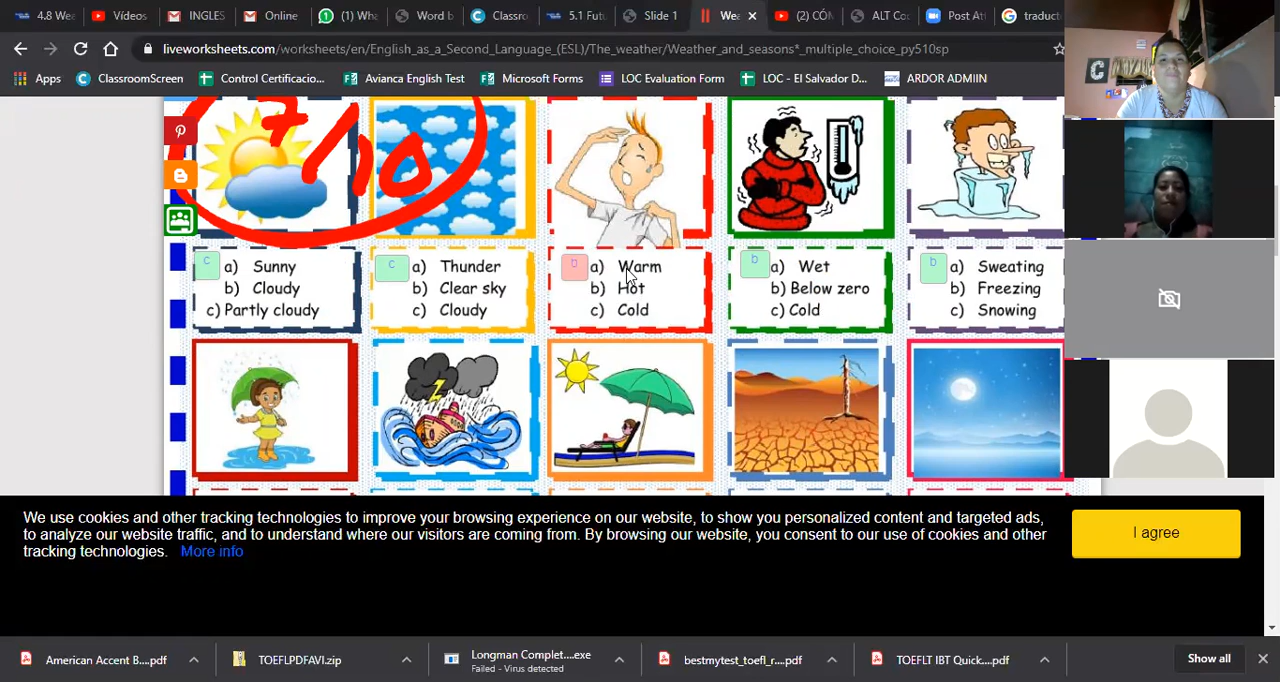 4.8 Wea
Vídeos
INGLES
Online
(1) Wha
Word b
Classro
5.1 Futu
Slide 1
Wea
(2) CÓN
ALT Coc
Post Att
traduct
liveworksheets.com/worksheets/en/English_as_a_Second_Language_(ESL)/The_weather/Weather_and_seasons*_multiple_choice_py510sp
Apps
ClassroomScreen
Control Certificacio...
Avianca English Test
Microsoft Forms
LOC Evaluation Form
LOC - El Salvador D...
ARDOR ADMIIN
7/10
c a) Sunny
b) Cloudy
c) Partly cloudy
c a) Thunder
b) Clear sky
c) Cloudy
a) Warm
b) Hot
c) Cold
b a) Wet
b) Below zero
c) Cold
b a) Sweating
b) Freezing
c) Snowing
We use cookies and other tracking technologies to improve your browsing experience on our website, to show you personalized content and targeted ads,
to analyze our website traffic, and to understand where our visitors are coming from. By browsing our website, you consent to our use of cookies and other
tracking technologies. More info
I agree
American Accent B....pdf
TOEFLPDFAVI.zip
Longman Complet....exe
Failed - Virus detected
bestmytest_toefl_r....pdf
TOEFLT IBT Quick....pdf
Show all